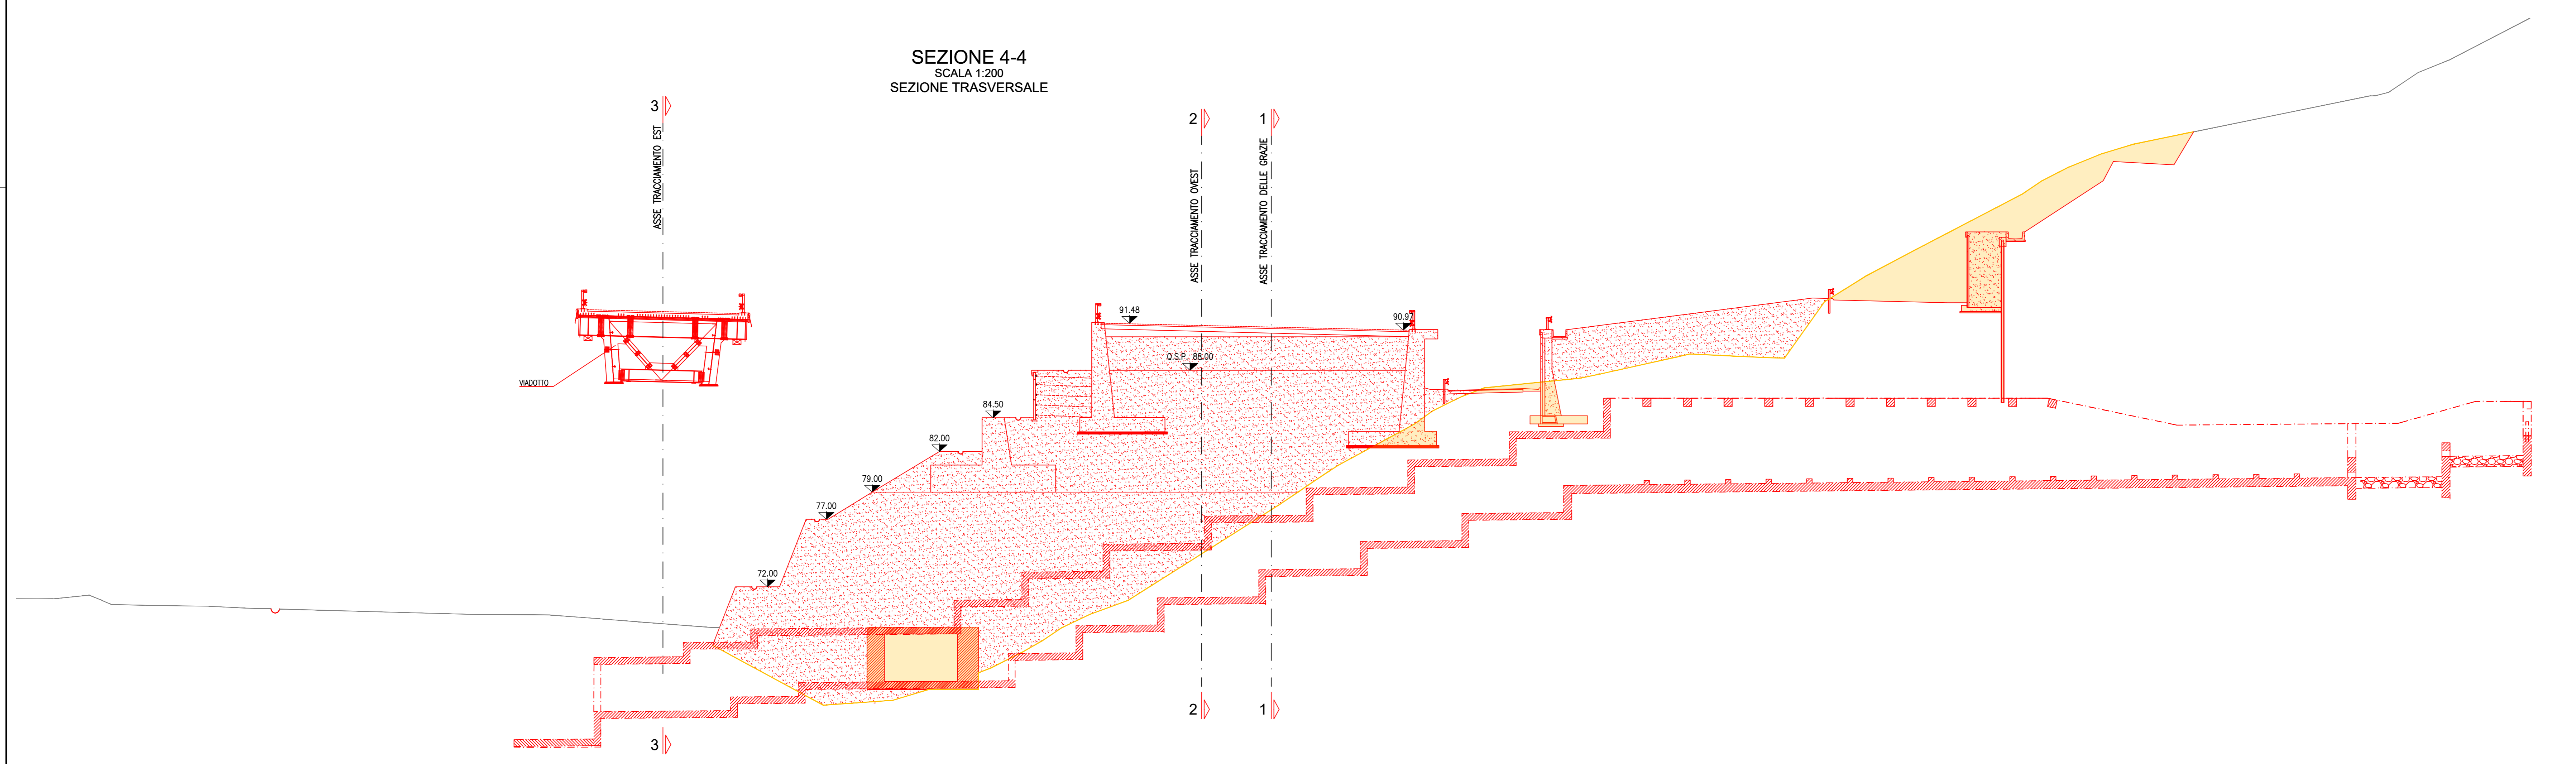 SEZIONE 4-4
SCALA 1:200
SEZIONE TRASVERSALE
3
ASSE TRACCIAMENTO EST
2
ASSE TRACCIAMENTO OVEST
1
ASSE TRACCIAMENTO DELLE GRAZIE
VIADOTTO
91.48
90.97
Q.S.P. 88.00
84.50
82.00
79.00
77.00
72.00
2
1
3